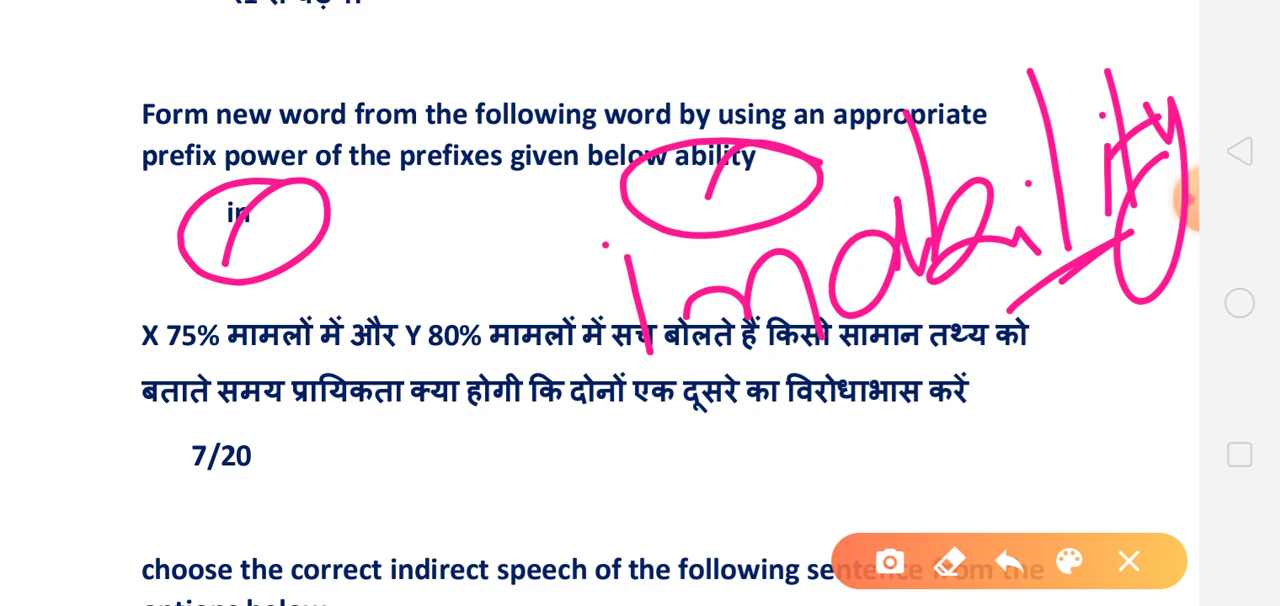 Form new word from the following word by using an appropriate
prefix power of the prefixes given below ability
in
inability
X 75% मामलों में और Y 80% मामलों में सच बोलते हैं किसी सामान तथ्य को
बताते समय प्रायिकता क्या होगी कि दोनों एक दूसरे का विरोधाभास करें
7/20
choose the correct indirect speech of the following sentence from the
options below